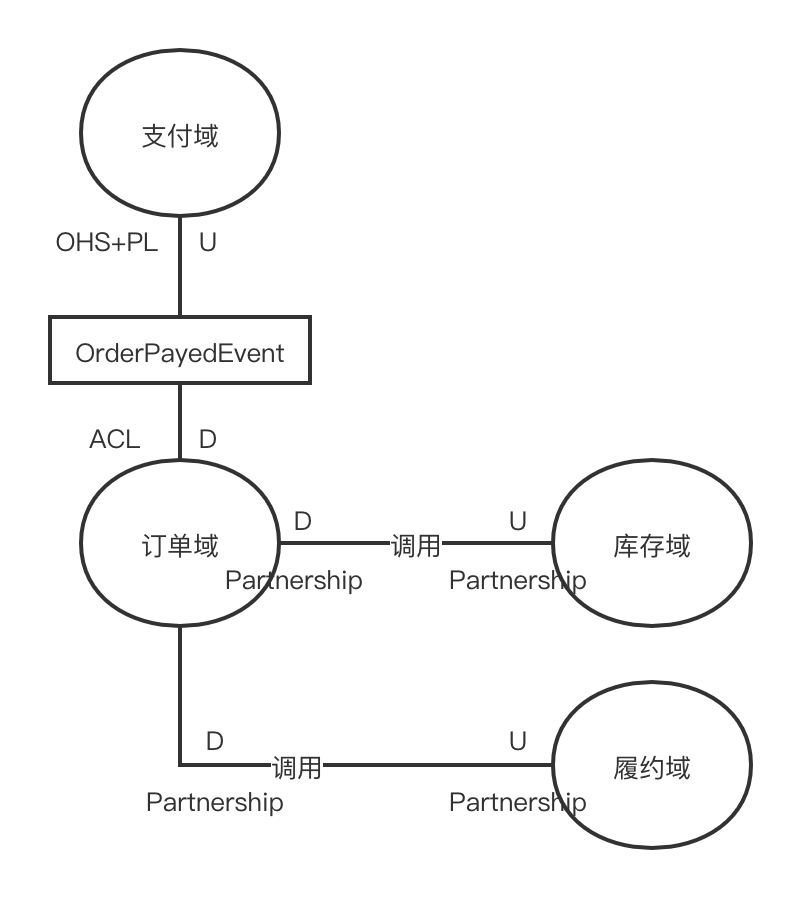 支付域
OHS+PL U
OrderPayedEvent
ACL D
订单域
D
调用
U
库存域
Partnership
Partnership
D
调用
U
履约域
Partnership
Partnership